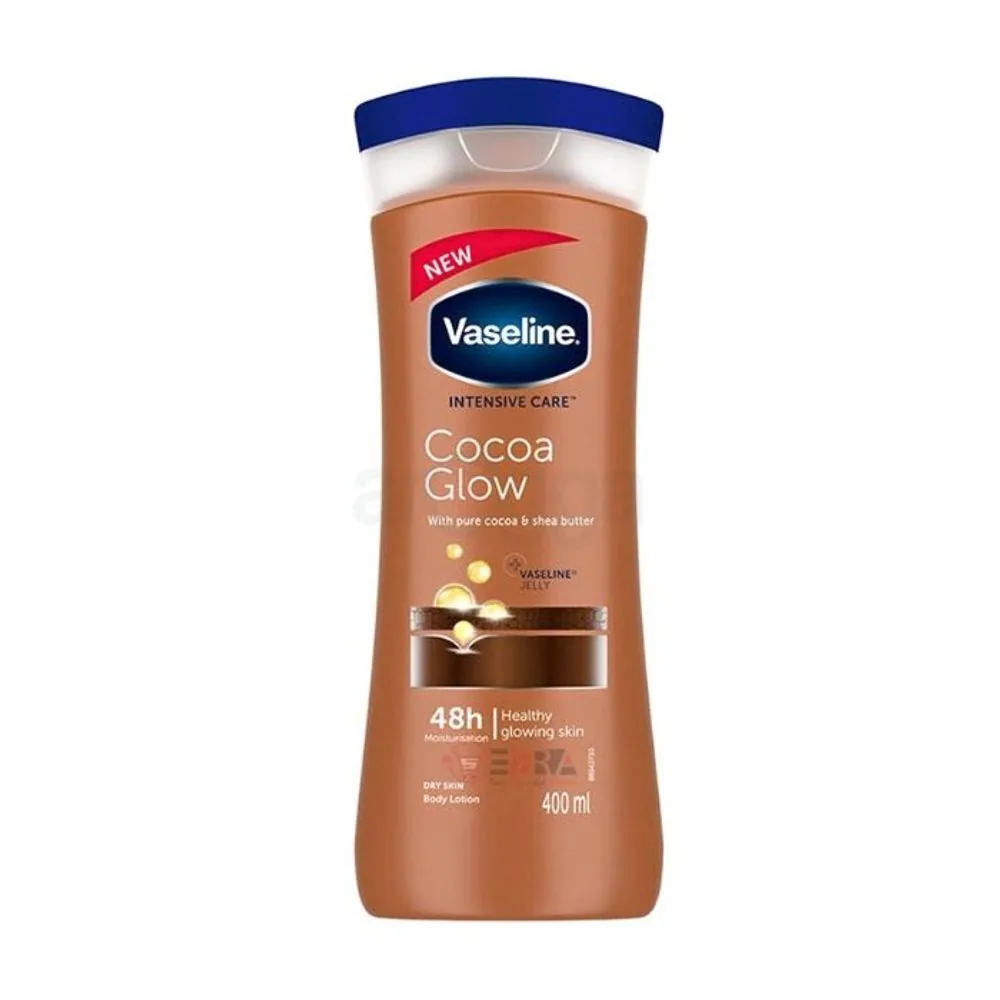 NEW
Vaseline.
INTENSIVE CARE™
Cocoa
Glow
With pure cocoa & shea butter
VASELINE®
JELLY
48h
Moisturisation
Healthy
glowing skin
DRY SKIN
Body Lotion
400 ml